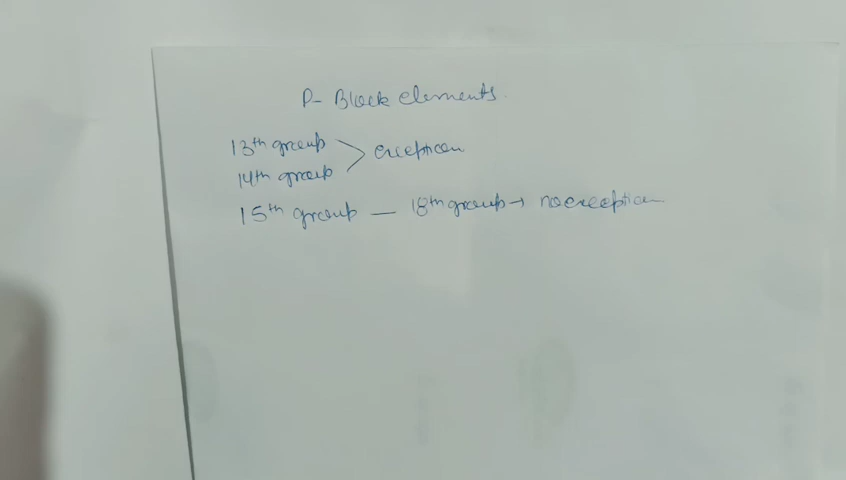 P- Block elements.
13th group
14th group > exception
15th group — 18th group → no exception